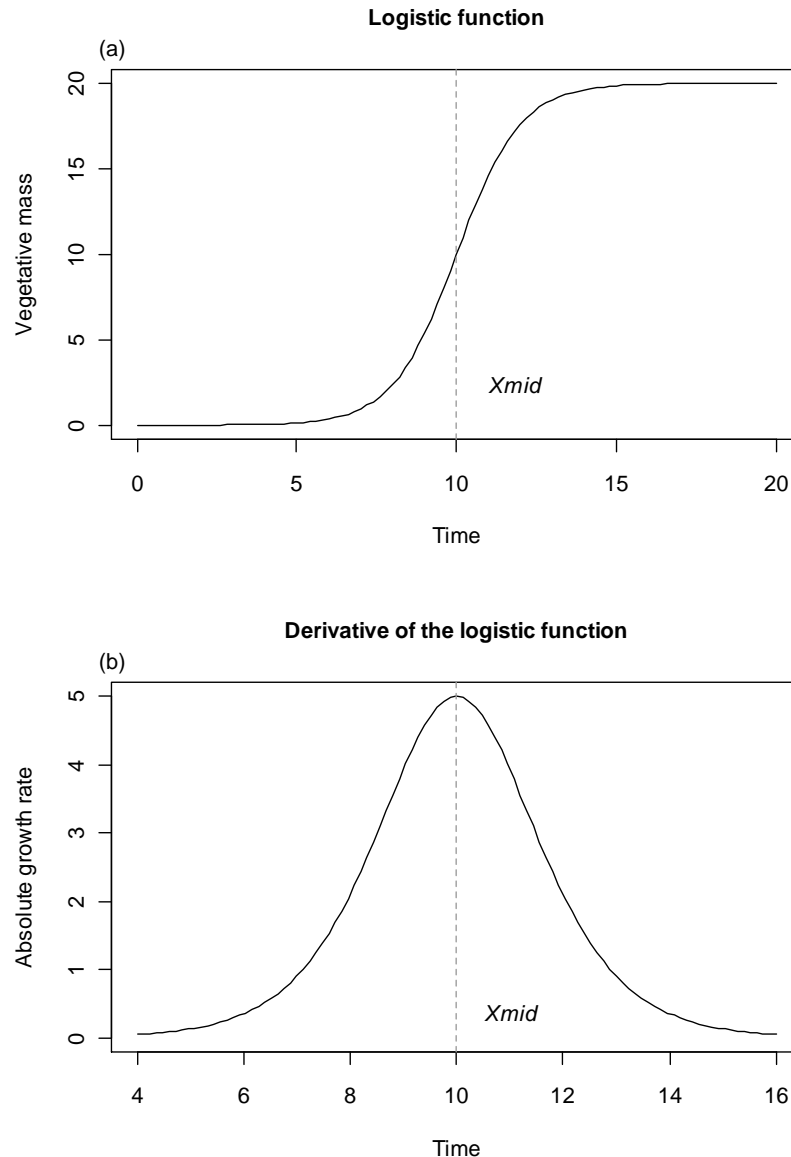 Logistic function
(a)
Vegetative mass
20
15
10
5
0
Xmid
0 5 10 15 20
Time
Derivative of the logistic function
(b)
Absolute growth rate
5
4
3
2
1
0
Xmid
4 6 8 10 12 14 16
Time